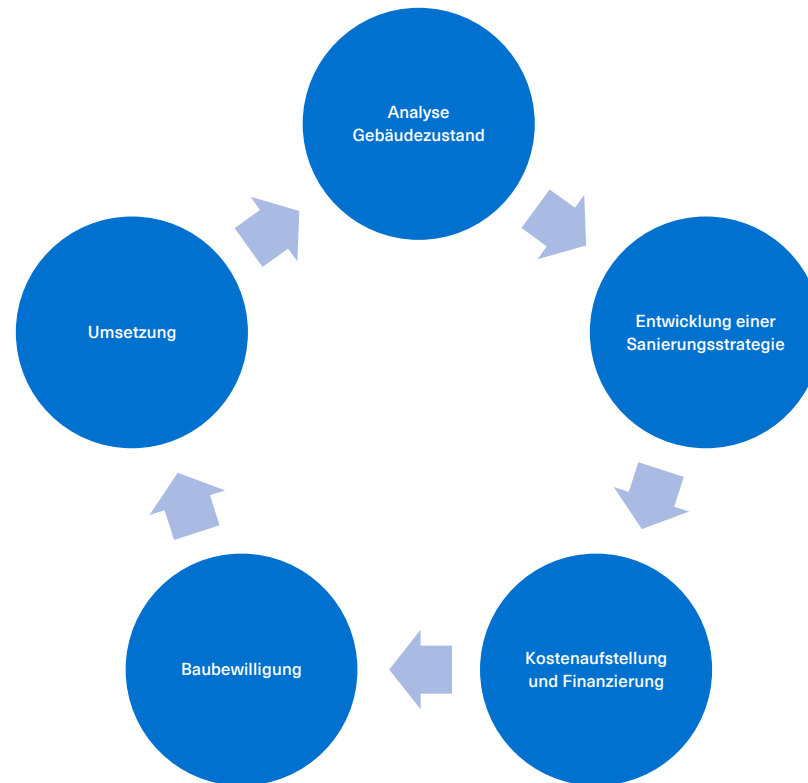 Analyse
Gebäudezustand
Entwicklung einer
Sanierungsstrategie
Kostenaufstellung
und Finanzierung
Baubewilligung
Umsetzung